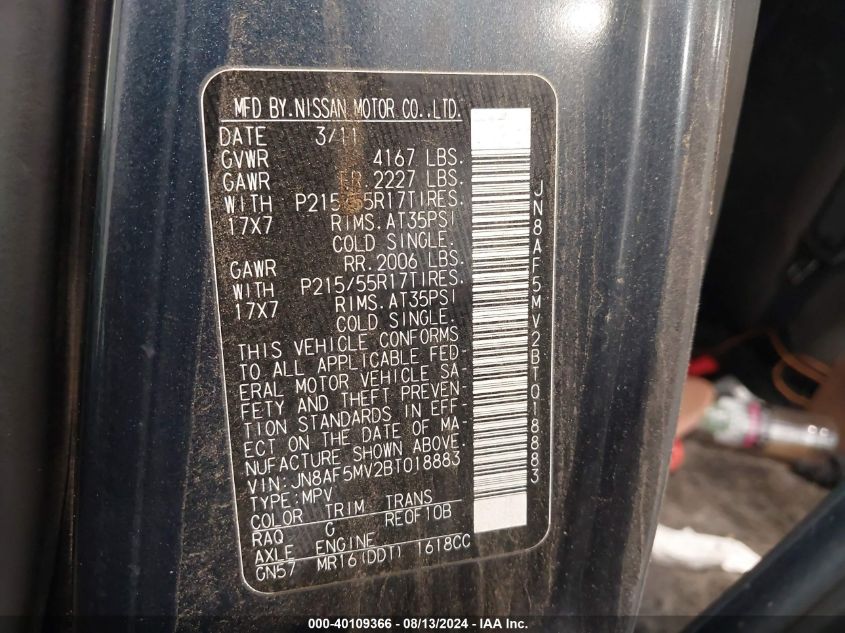 MFD BY.NISSAN MOTOR CO.,LTD.
DATE 3/11
GVWR 4167 LBS.
GAWR FR.2227 LBS.
WITH P215/55R17TIRES.
17X7 RIMS.AT35PSI
COLD SINGLE.
GAWR RR.2006 LBS.
WITH P215/55R17TIRES.
17X7 RIMS.AT35PSI
COLD SINGLE.
THIS VEHICLE CONFORMS
TO ALL APPLICABLE FED-
ERAL MOTOR VEHICLE SA-
FETY AND THEFT PREVEN-
TION STANDARDS IN EFF-
ECT ON THE DATE OF MA-
NUFACTURE SHOWN ABOVE.
VIN:JN8AF5MV2BT018883
TYPE:MPV
COLOR TRIM TRANS
RAQ G RE0F10B
AXLE ENGINE
GN57 MR16(DDT) 1618CC
JN8AF5MV2BT018883
000-40109366 - 08/13/2024 - IAA Inc.